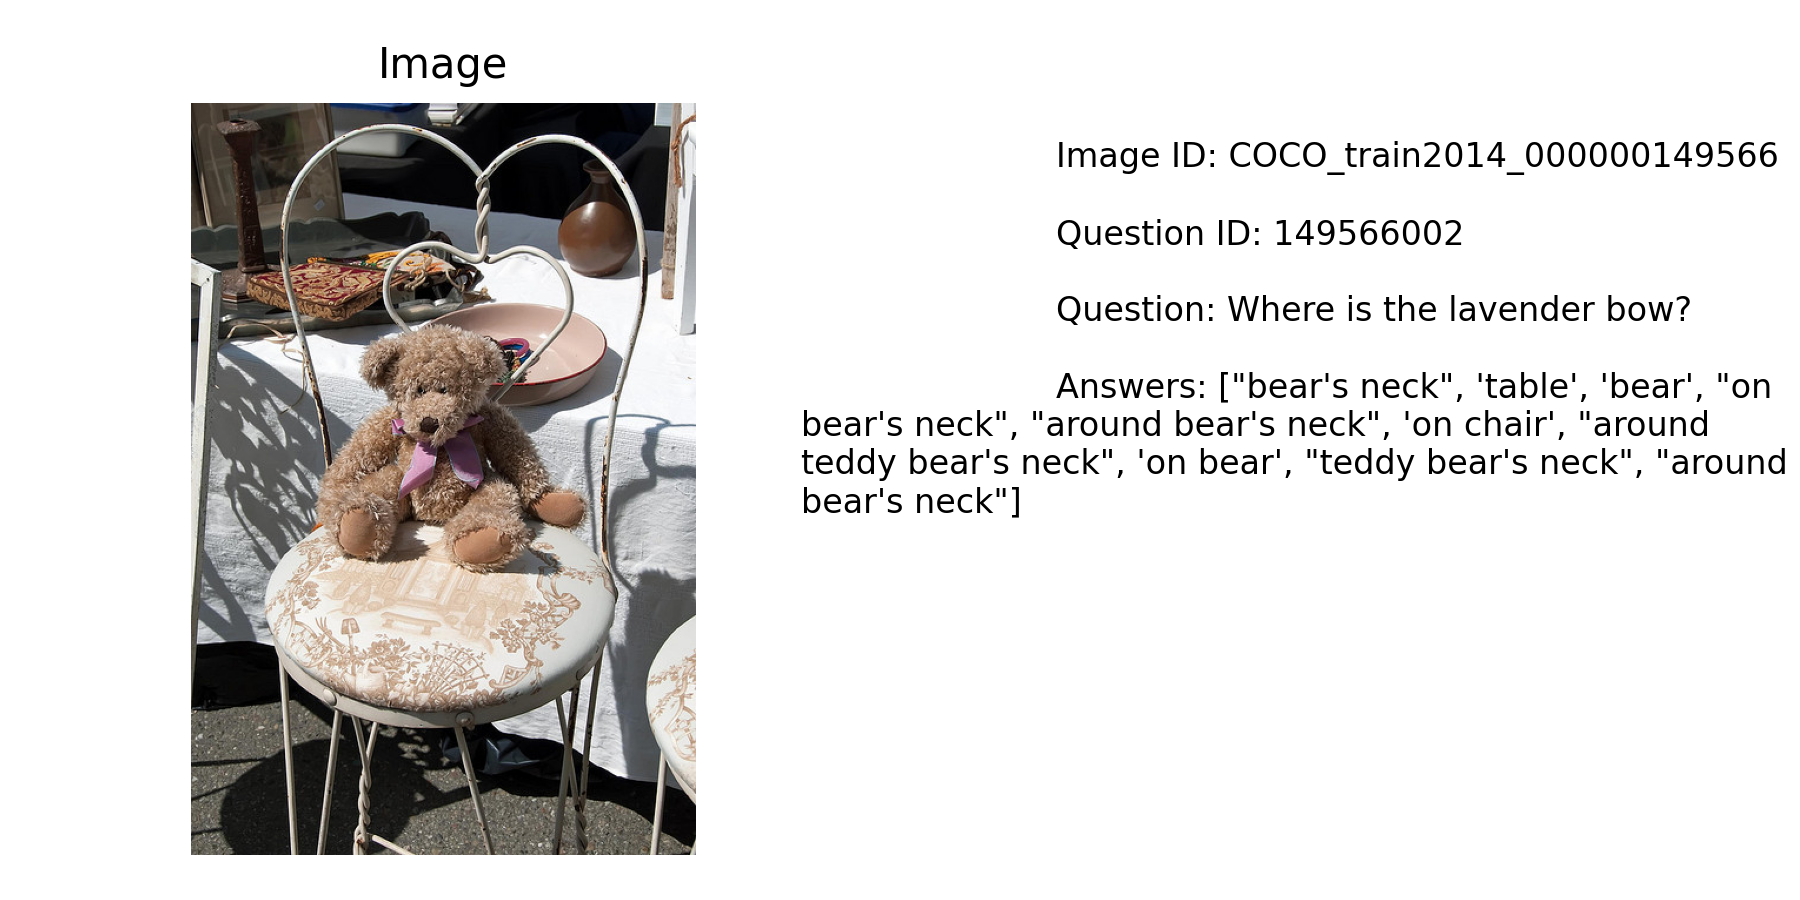 Image
Image ID: COCO_train2014_000000149566
Question ID: 149566002
Question: Where is the lavender bow?
Answers: ["bear's neck", 'table', 'bear', "on
bear's neck", "around bear's neck", 'on chair', "around
teddy bear's neck", 'on bear', "teddy bear's neck", "around
bear's neck"]